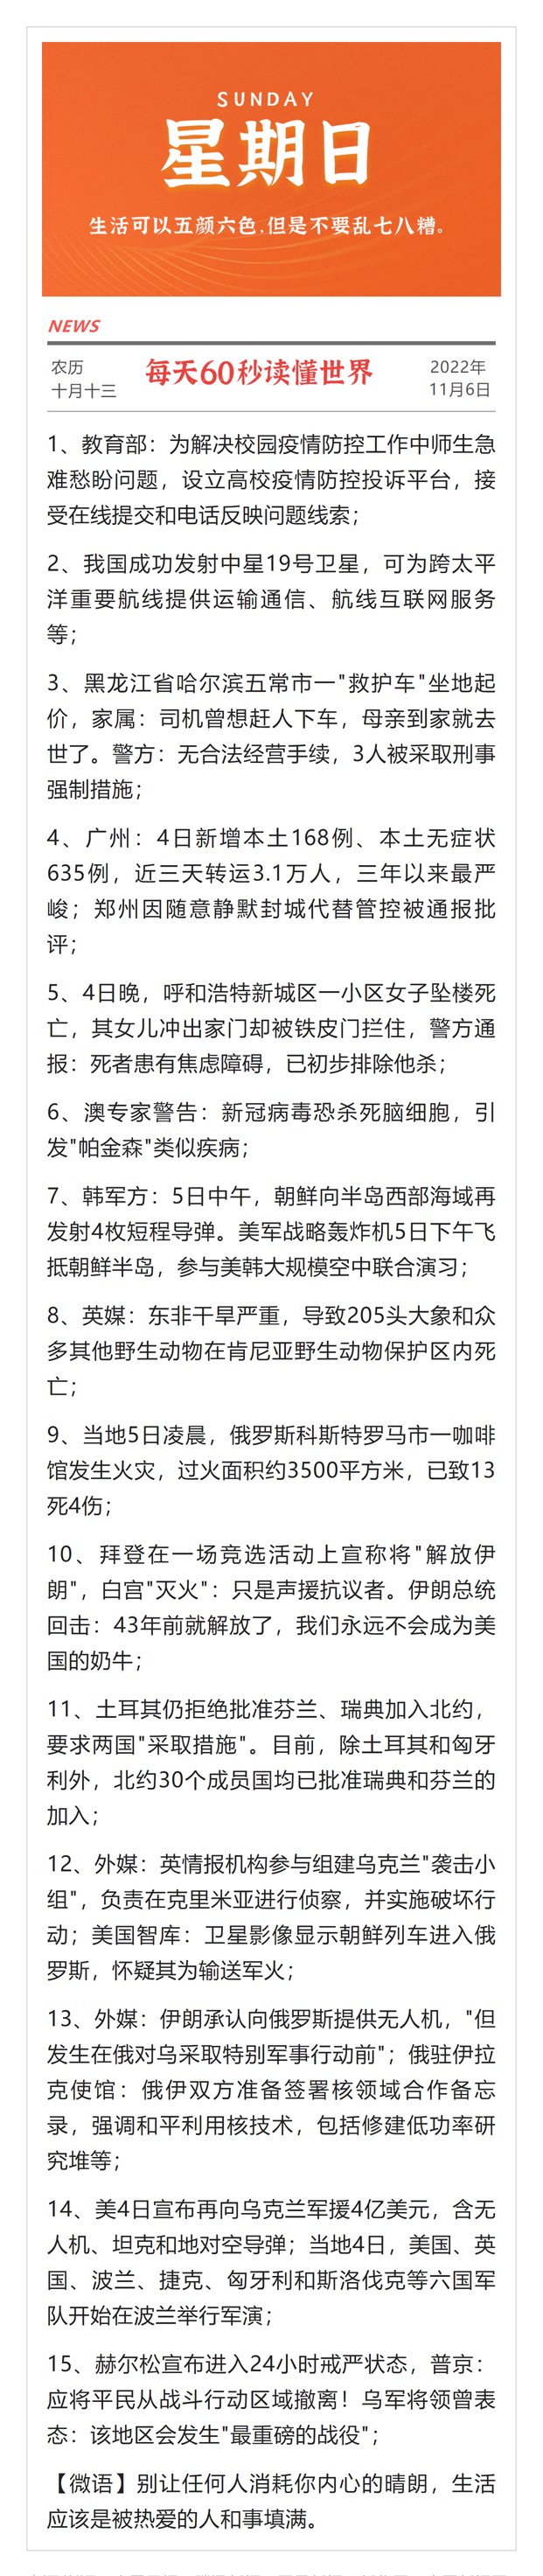 SUNDAY
星期日
生活可以五颜六色,但是不要乱七八糟。
NEWS
农历
十月十三
每天60秒读懂世界
2022年
11月6日
1、教育部：为解决校园疫情防控工作中师生急
难愁盼问题，设立高校疫情防控投诉平台，接
受在线提交和电话反映问题线索；
2、我国成功发射中星19号卫星，可为跨太平
洋重要航线提供运输通信、航线互联网服务
等；
3、黑龙江省哈尔滨五常市一"救护车"坐地起
价，家属：司机曾想赶人下车，母亲到家就去
世了。警方：无合法经营手续，3人被采取刑事
强制措施；
4、广州：4日新增本土168例、本土无症状
635例，近三天转运3.1万人，三年以来最严
峻；郑州因随意静默封城代替管控被通报批
评；
5、4日晚，呼和浩特新城区一小区女子坠楼死
亡，其女儿冲出家门却被铁皮门拦住，警方通
报：死者患有焦虑障碍，已初步排除他杀；
6、澳专家警告：新冠病毒恐杀死脑细胞，引
发"帕金森"类似疾病；
7、韩军方：5日中午，朝鲜向半岛西部海域再
发射4枚短程导弹。美军战略轰炸机5日下午飞
抵朝鲜半岛，参与美韩大规模空中联合演习；
8、英媒：东非干旱严重，导致205头大象和众
多其他野生动物在肯尼亚野生动物保护区内死
亡；
9、当地5日凌晨，俄罗斯科斯特罗马市一咖啡
馆发生火灾，过火面积约3500平方米，已致13
死4伤；
10、拜登在一场竞选活动上宣称将"解放伊
朗"，白宫"灭火"：只是声援抗议者。伊朗总统
回击：43年前就解放了，我们永远不会成为美
国的奶牛；
11、土耳其仍拒绝批准芬兰、瑞典加入北约，
要求两国"采取措施"。目前，除土耳其和匈牙
利外，北约30个成员国均已批准瑞典和芬兰的
加入；
12、外媒：英情报机构参与组建乌克兰"袭击小
组"，负责在克里米亚进行侦察，并实施破坏行
动；美国智库：卫星影像显示朝鲜列车进入俄
罗斯，怀疑其为输送军火；
13、外媒：伊朗承认向俄罗斯提供无人机，"但
发生在俄对乌采取特别军事行动前"；俄驻伊拉
克使馆：俄伊双方准备签署核领域合作备忘
录，强调和平利用核技术，包括修建低功率研
究堆等；
14、美4日宣布再向乌克兰军援4亿美元，含无
人机、坦克和地对空导弹；当地4日，美国、英
国、波兰、捷克、匈牙利和斯洛伐克等六国军
队开始在波兰举行军演；
15、赫尔松宣布进入24小时戒严状态，普京：
应将平民从战斗行动区域撤离！乌军将领曾表
态：该地区会发生"最重磅的战役"；
【微语】别让任何人消耗你内心的晴朗，生活
应该是被热爱的人和事填满。